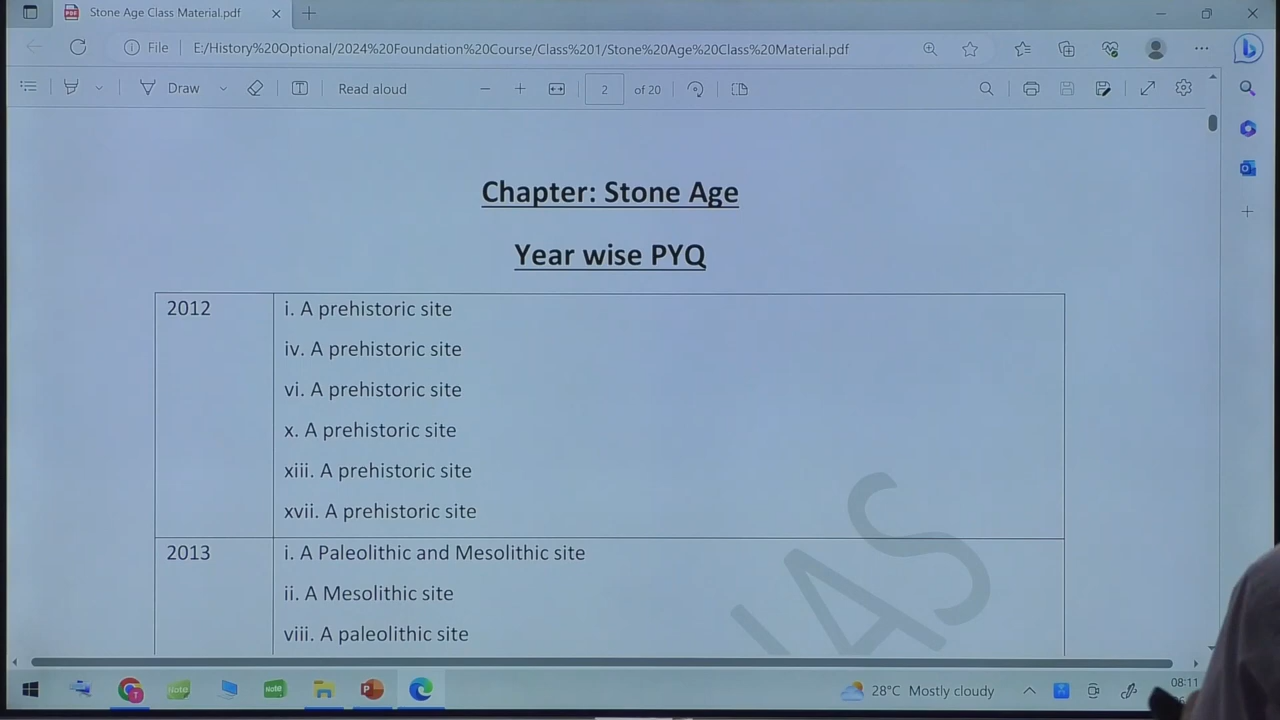 Stone Age Class Material.pdf
File E:/History%20Optional/2024%20Foundation%20Course/Class%201/Stone%20Age%20Class%20Material.pdf
Draw Read aloud 2 of 20
Chapter: Stone Age
Year wise PYQ
2012 i. A prehistoric site
iv. A prehistoric site
vi. A prehistoric site
x. A prehistoric site
xiii. A prehistoric site
xvii. A prehistoric site
2013 i. A Paleolithic and Mesolithic site
ii. A Mesolithic site
viii. A paleolithic site
IAS
Note Note 28°C Mostly cloudy 08:11